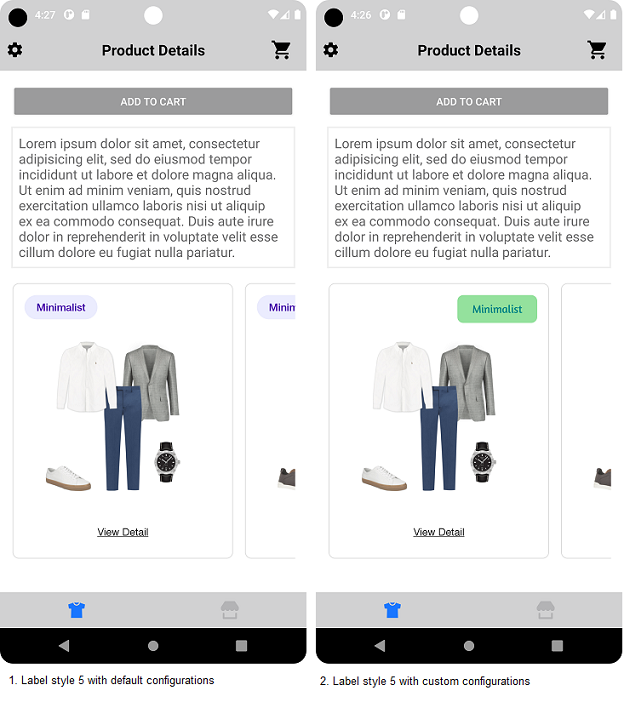 4:27
Product Details
ADD TO CART
Lorem ipsum dolor sit amet, consectetur
adipisicing elit, sed do eiusmod tempor
incididunt ut labore et dolore magna aliqua.
Ut enim ad minim veniam, quis nostrud
exercitation ullamco laboris nisi ut aliquip
ex ea commodo consequat. Duis aute irure
dolor in reprehenderit in voluptate velit esse
cillum dolore eu fugiat nulla pariatur.
Minimalist
Minim
View Detail
1. Label style 5 with default configurations
4:26
Product Details
ADD TO CART
Lorem ipsum dolor sit amet, consectetur
adipisicing elit, sed do eiusmod tempor
incididunt ut labore et dolore magna aliqua.
Ut enim ad minim veniam, quis nostrud
exercitation ullamco laboris nisi ut aliquip
ex ea commodo consequat. Duis aute irure
dolor in reprehenderit in voluptate velit esse
cillum dolore eu fugiat nulla pariatur.
Minimalist
View Detail
2. Label style 5 with custom configurations